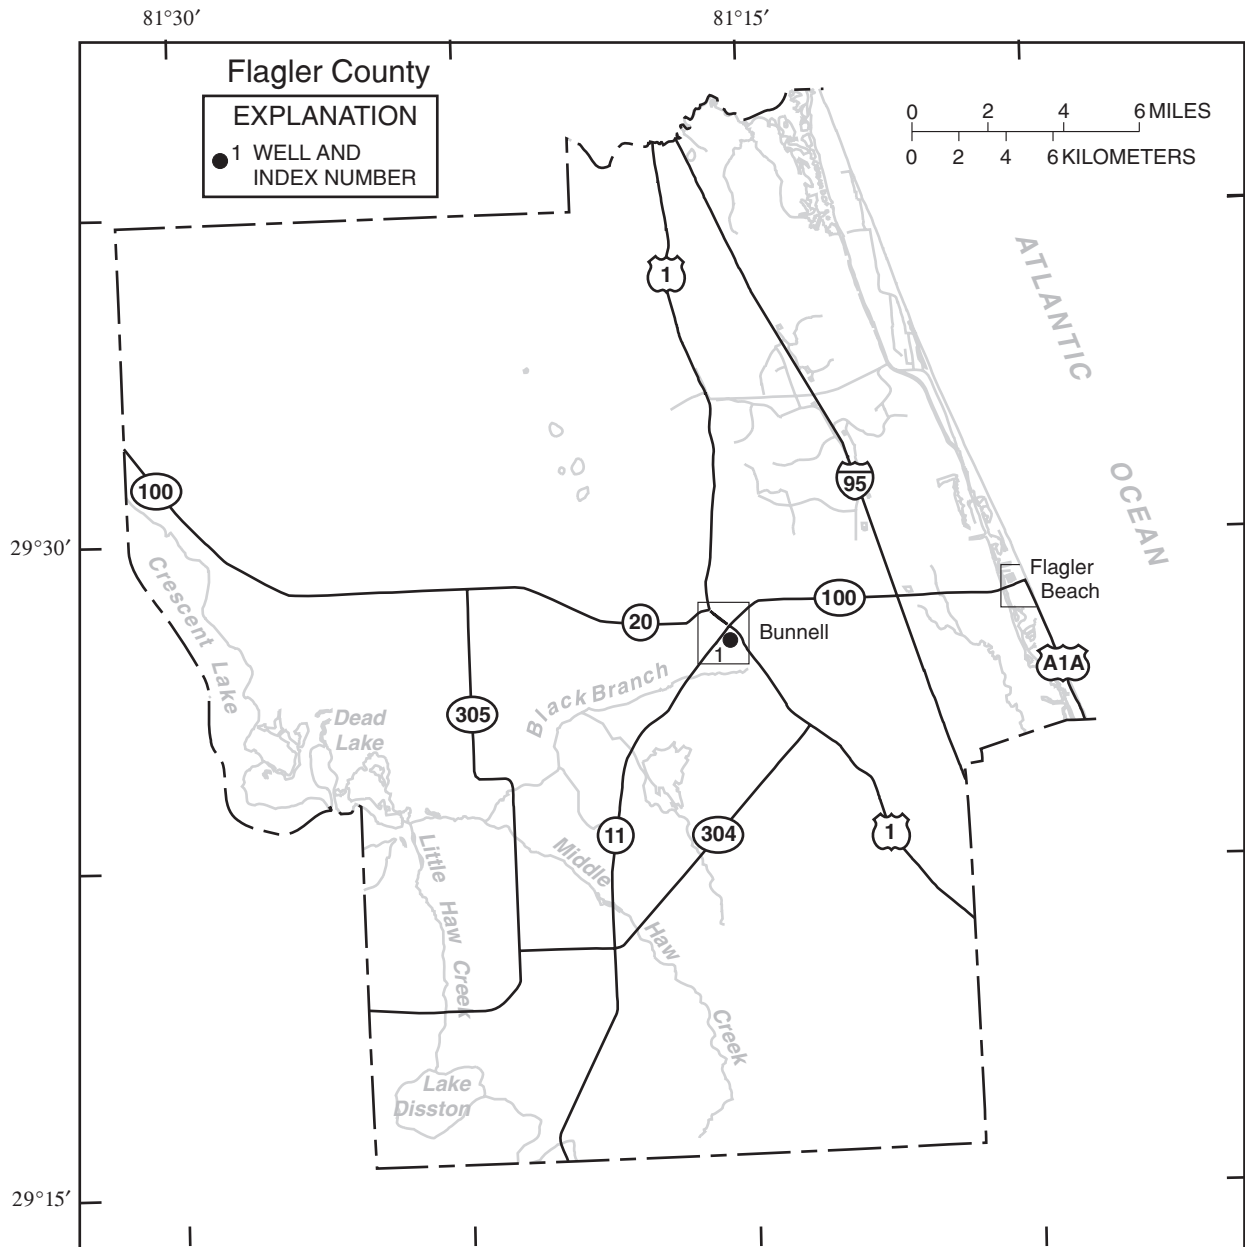 81°30′
81°15′
Flagler County
EXPLANATION
1 WELL AND
INDEX NUMBER
0 2 4 6 MILES
0 2 4 6 KILOMETERS
ATLANTIC
OCEAN
1
95
100
29°30′
Crescent Lake
Flagler
Beach
100
20
Bunnell
1
A1A
Black Branch
305
Dead
Lake
11
304
1
Middle
Haw
Creek
Little Haw Creek
Lake
Disston
29°15′